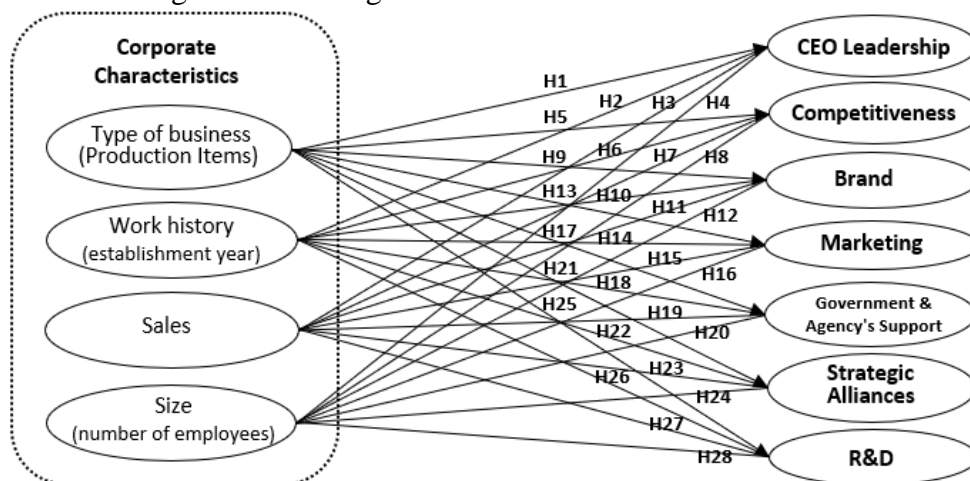 Corporate
Characteristics
Type of business
(Production Items)
Work history
(establishment year)
Sales
Size
(number of employees)
H1
H2
H3
H4
H5
H6
H7
H8
H9
H10
H11
H12
H13
H14
H15
H16
H17
H18
H19
H20
H21
H22
H23
H24
H25
H26
H27
H28
CEO Leadership
Competitiveness
Brand
Marketing
Government &
Agency's Support
Strategic
Alliances
R&D